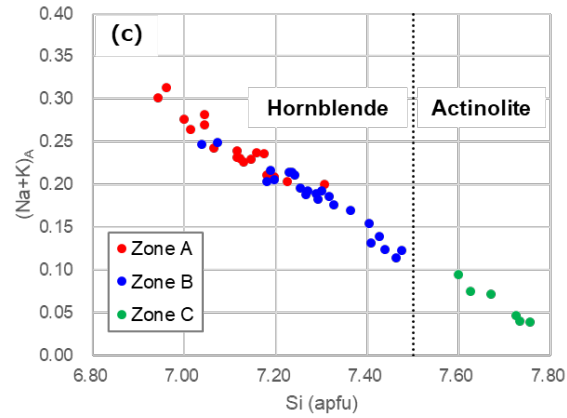 (c)
0.40
0.35
0.30
0.25
0.20
0.15
0.10
0.05
0.00
(Na+K)A
Hornblende
Actinolite
Zone A
Zone B
Zone C
6.80 7.00 7.20 7.40 7.60 7.80
Si (apfu)